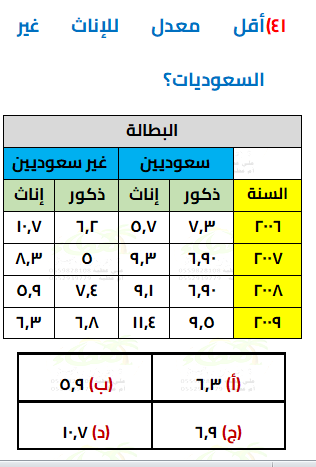 ٤١) أقل معدل للإناث غير
السعوديات؟
البطالة
سعوديين غير سعوديين
السنة ذكور إناث ذكور إناث
٢٠٠٦ ٧,٣ ٥,٧ ٦,٢ ١٠,٧
٢٠٠٧ ٦,٩٠ ٩,٣ ٥ ٨,٣
٢٠٠٨ ٦,٩٠ ٩,١ ٧,٤ ٥,٩
٢٠٠٩ ٩,٥ ١١,٤ ٦,٨ ٦,٣
(أ) ٦,٣ (ب) ٥,٩
(ج) ٦,٩ (د) ١٠,٧